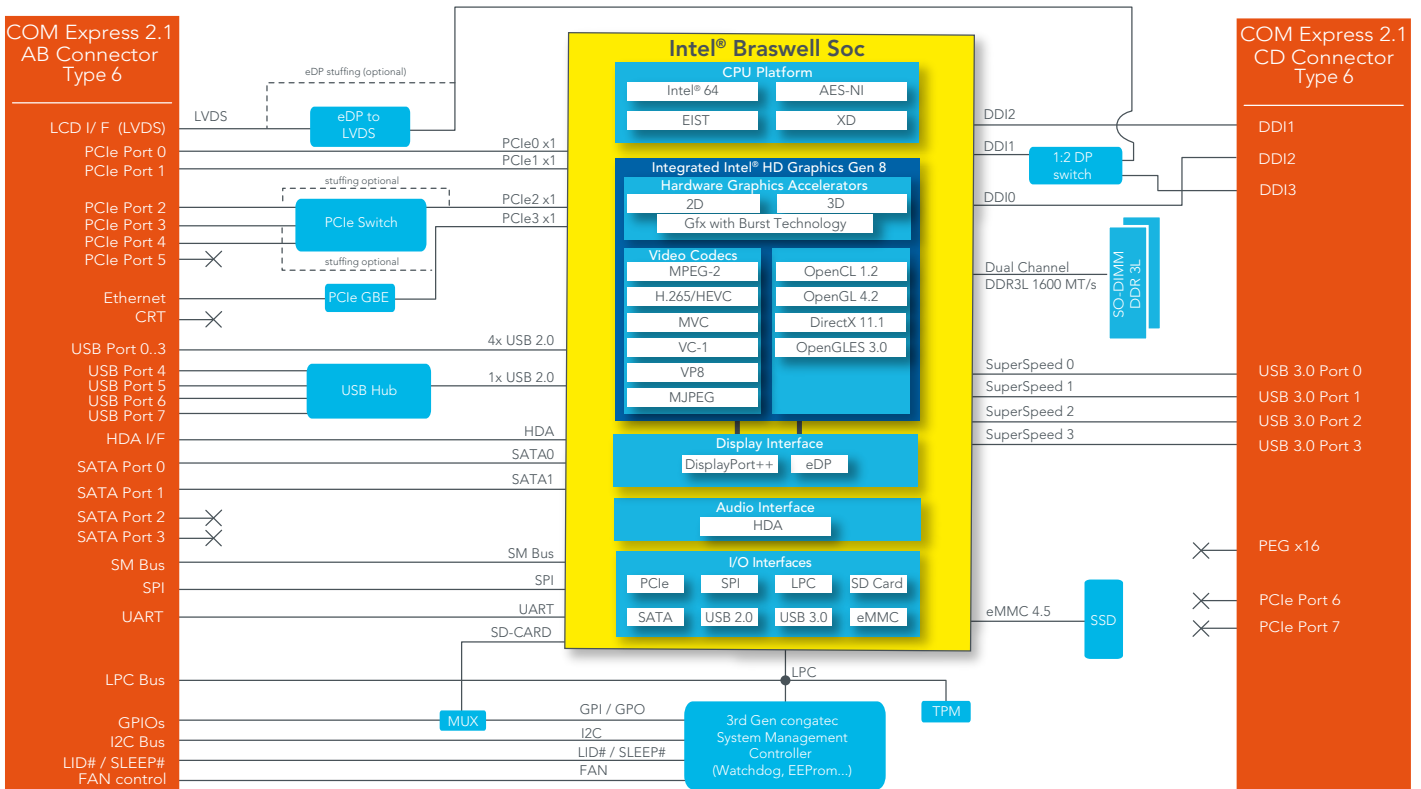 COM Express 2.1
AB Connector
Type 6
LCD I/ F (LVDS)
PCIe Port 0
PCIe Port 1
PCIe Port 2
PCIe Port 3
PCIe Port 4
PCIe Port 5
Ethernet
CRT
USB Port 0..3
USB Port 4
USB Port 5
USB Port 6
USB Port 7
HDA I/F
SATA Port 0
SATA Port 1
SATA Port 2
SATA Port 3
SM Bus
SPI
UART
LPC Bus
GPIOs
I2C Bus
LID# / SLEEP#
FAN control
eDP stuffing (optional)
LVDS
eDP to
LVDS
PCIe0 x1
PCIe1 x1
stuffing optional
PCIe Switch
PCIe2 x1
PCIe3 x1
stuffing optional
PCIe GBE
4x USB 2.0
1x USB 2.0
USB Hub
HDA
SATA0
SATA1
SM Bus
SPI
UART
SD-CARD
MUX
GPI / GPO
I2C
LID# / SLEEP#
FAN
Intel® Braswell Soc
CPU Platform
Intel® 64
AES-NI
EIST
XD
Integrated Intel® HD Graphics Gen 8
Hardware Graphics Accelerators
2D
3D
Gfx with Burst Technology
Video Codecs
MPEG-2
H.265/HEVC
MVC
VC-1
VP8
MJPEG
OpenCL 1.2
OpenGL 4.2
DirectX 11.1
OpenGLES 3.0
Display Interface
DisplayPort++
eDP
Audio Interface
HDA
I/O Interfaces
PCIe
SPI
LPC
SD Card
SATA
USB 2.0
USB 3.0
eMMC
LPC
3rd Gen congatec
System Management
Controller
(Watchdog, EEProm...)
TPM
DDI2
DDI1
DDI0
1:2 DP
switch
Dual Channel
DDR3L 1600 MT/s
SO-DIMM
DDR 3L
SuperSpeed 0
SuperSpeed 1
SuperSpeed 2
SuperSpeed 3
eMMC 4.5
SSD
COM Express 2.1
CD Connector
Type 6
DDI1
DDI2
DDI3
USB 3.0 Port 0
USB 3.0 Port 1
USB 3.0 Port 2
USB 3.0 Port 3
PEG x16
PCIe Port 6
PCIe Port 7